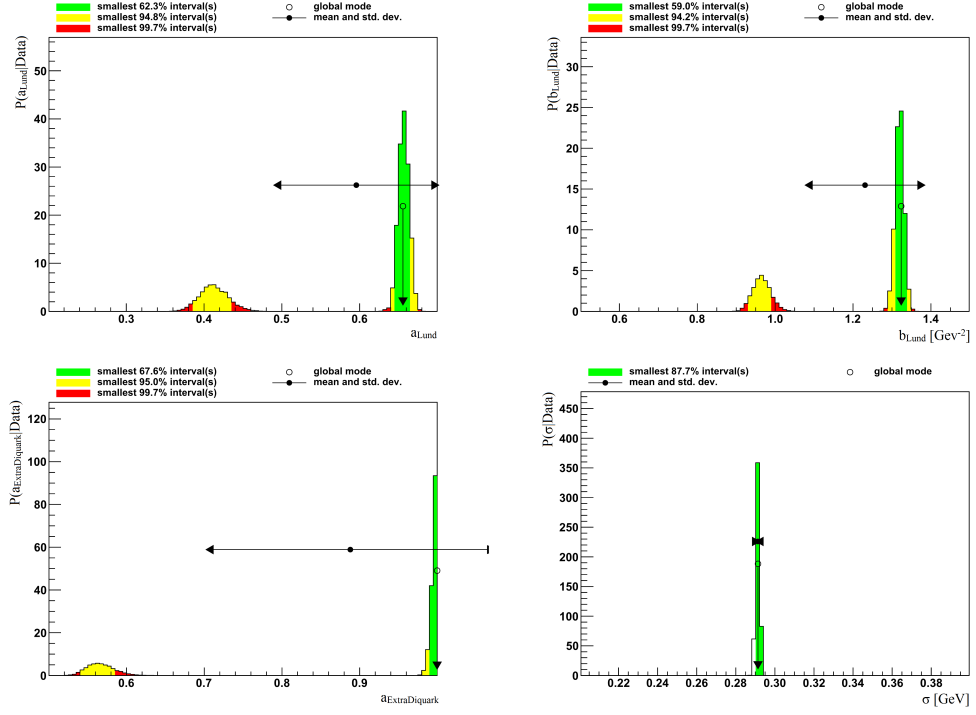 smallest 62.3% interval(s)
smallest 94.8% interval(s)
smallest 99.7% interval(s)
global mode
mean and std. dev.
P(aLund|Data)
50
40
30
20
10
0
0.3 0.4 0.5 0.6
aLund
smallest 59.0% interval(s)
smallest 94.2% interval(s)
smallest 99.7% interval(s)
global mode
mean and std. dev.
P(bLund|Data)
30
25
20
15
10
5
0
0.6 0.8 1.0 1.2 1.4
bLund [Gev-2]
smallest 67.6% interval(s)
smallest 95.0% interval(s)
smallest 99.7% interval(s)
global mode
mean and std. dev.
P(aExtraDiquark|Data)
120
100
80
60
40
20
0
0.6 0.7 0.8 0.9
aExtraDiquark
smallest 87.7% interval(s)
mean and std. dev.
global mode
P(σ|Data)
450
400
350
300
250
200
150
100
50
0
0.22 0.24 0.26 0.28 0.30 0.32 0.34 0.36 0.38
σ [GeV]